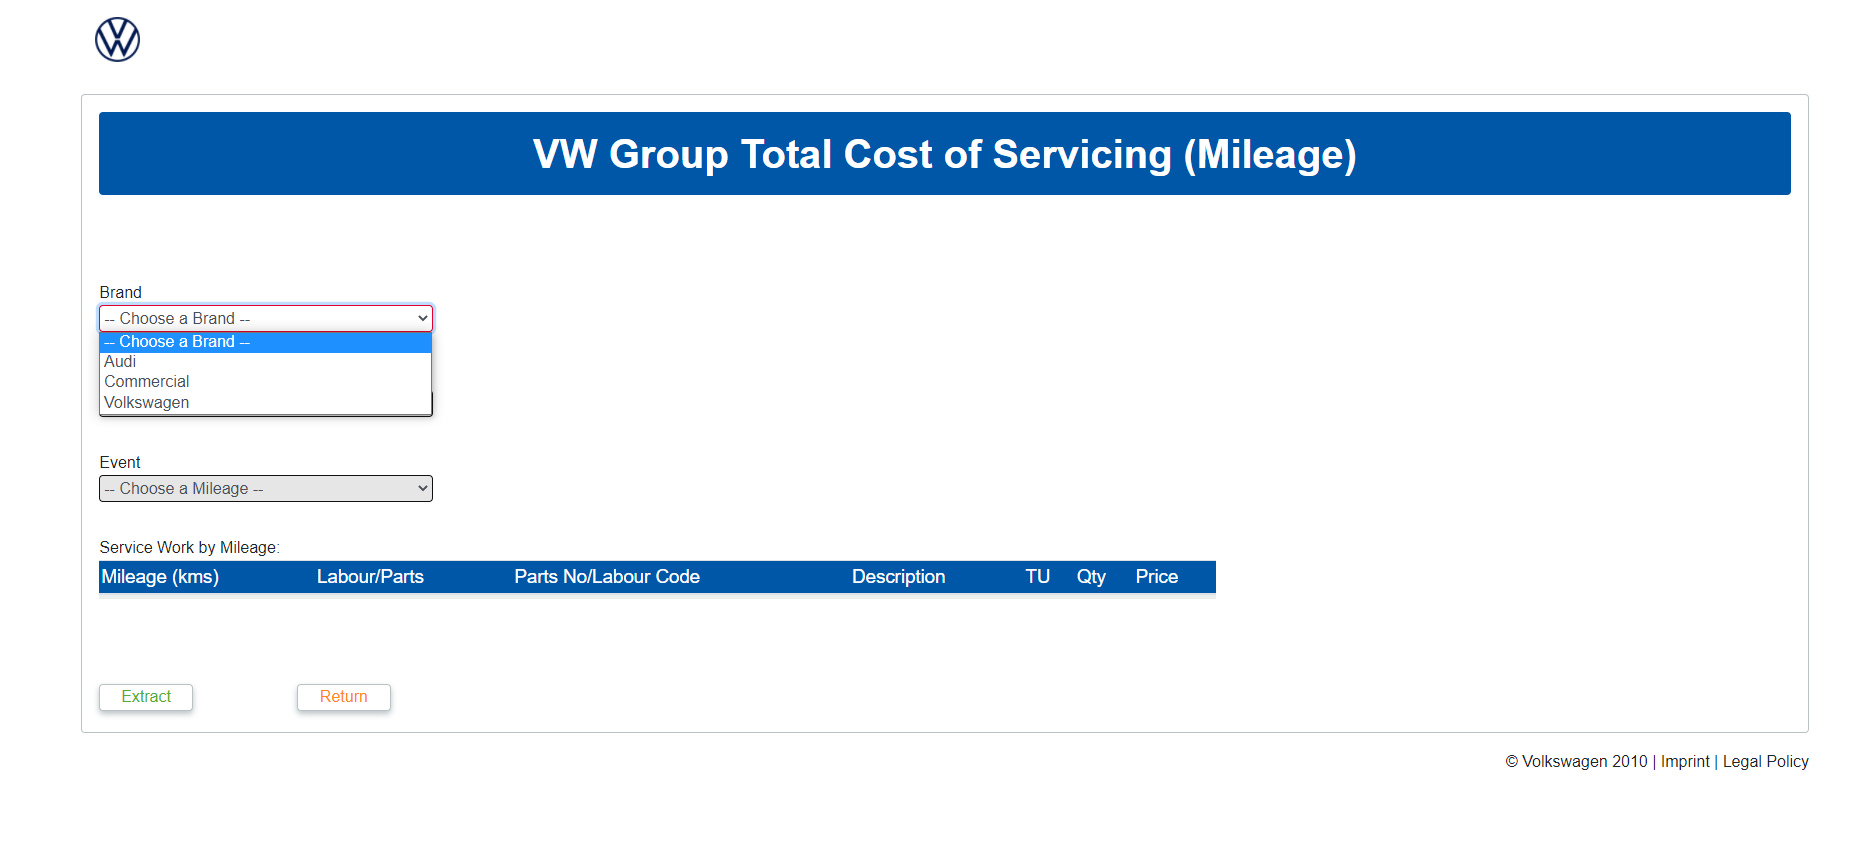 VW Group Total Cost of Servicing (Mileage)
Brand
-- Choose a Brand --
-- Choose a Brand --
Audi
Commercial
Volkswagen
Event
-- Choose a Mileage --
Service Work by Mileage:
Mileage (kms) Labour/Parts Parts No/Labour Code Description TU Qty Price
Extract Return
© Volkswagen 2010 | Imprint | Legal Policy